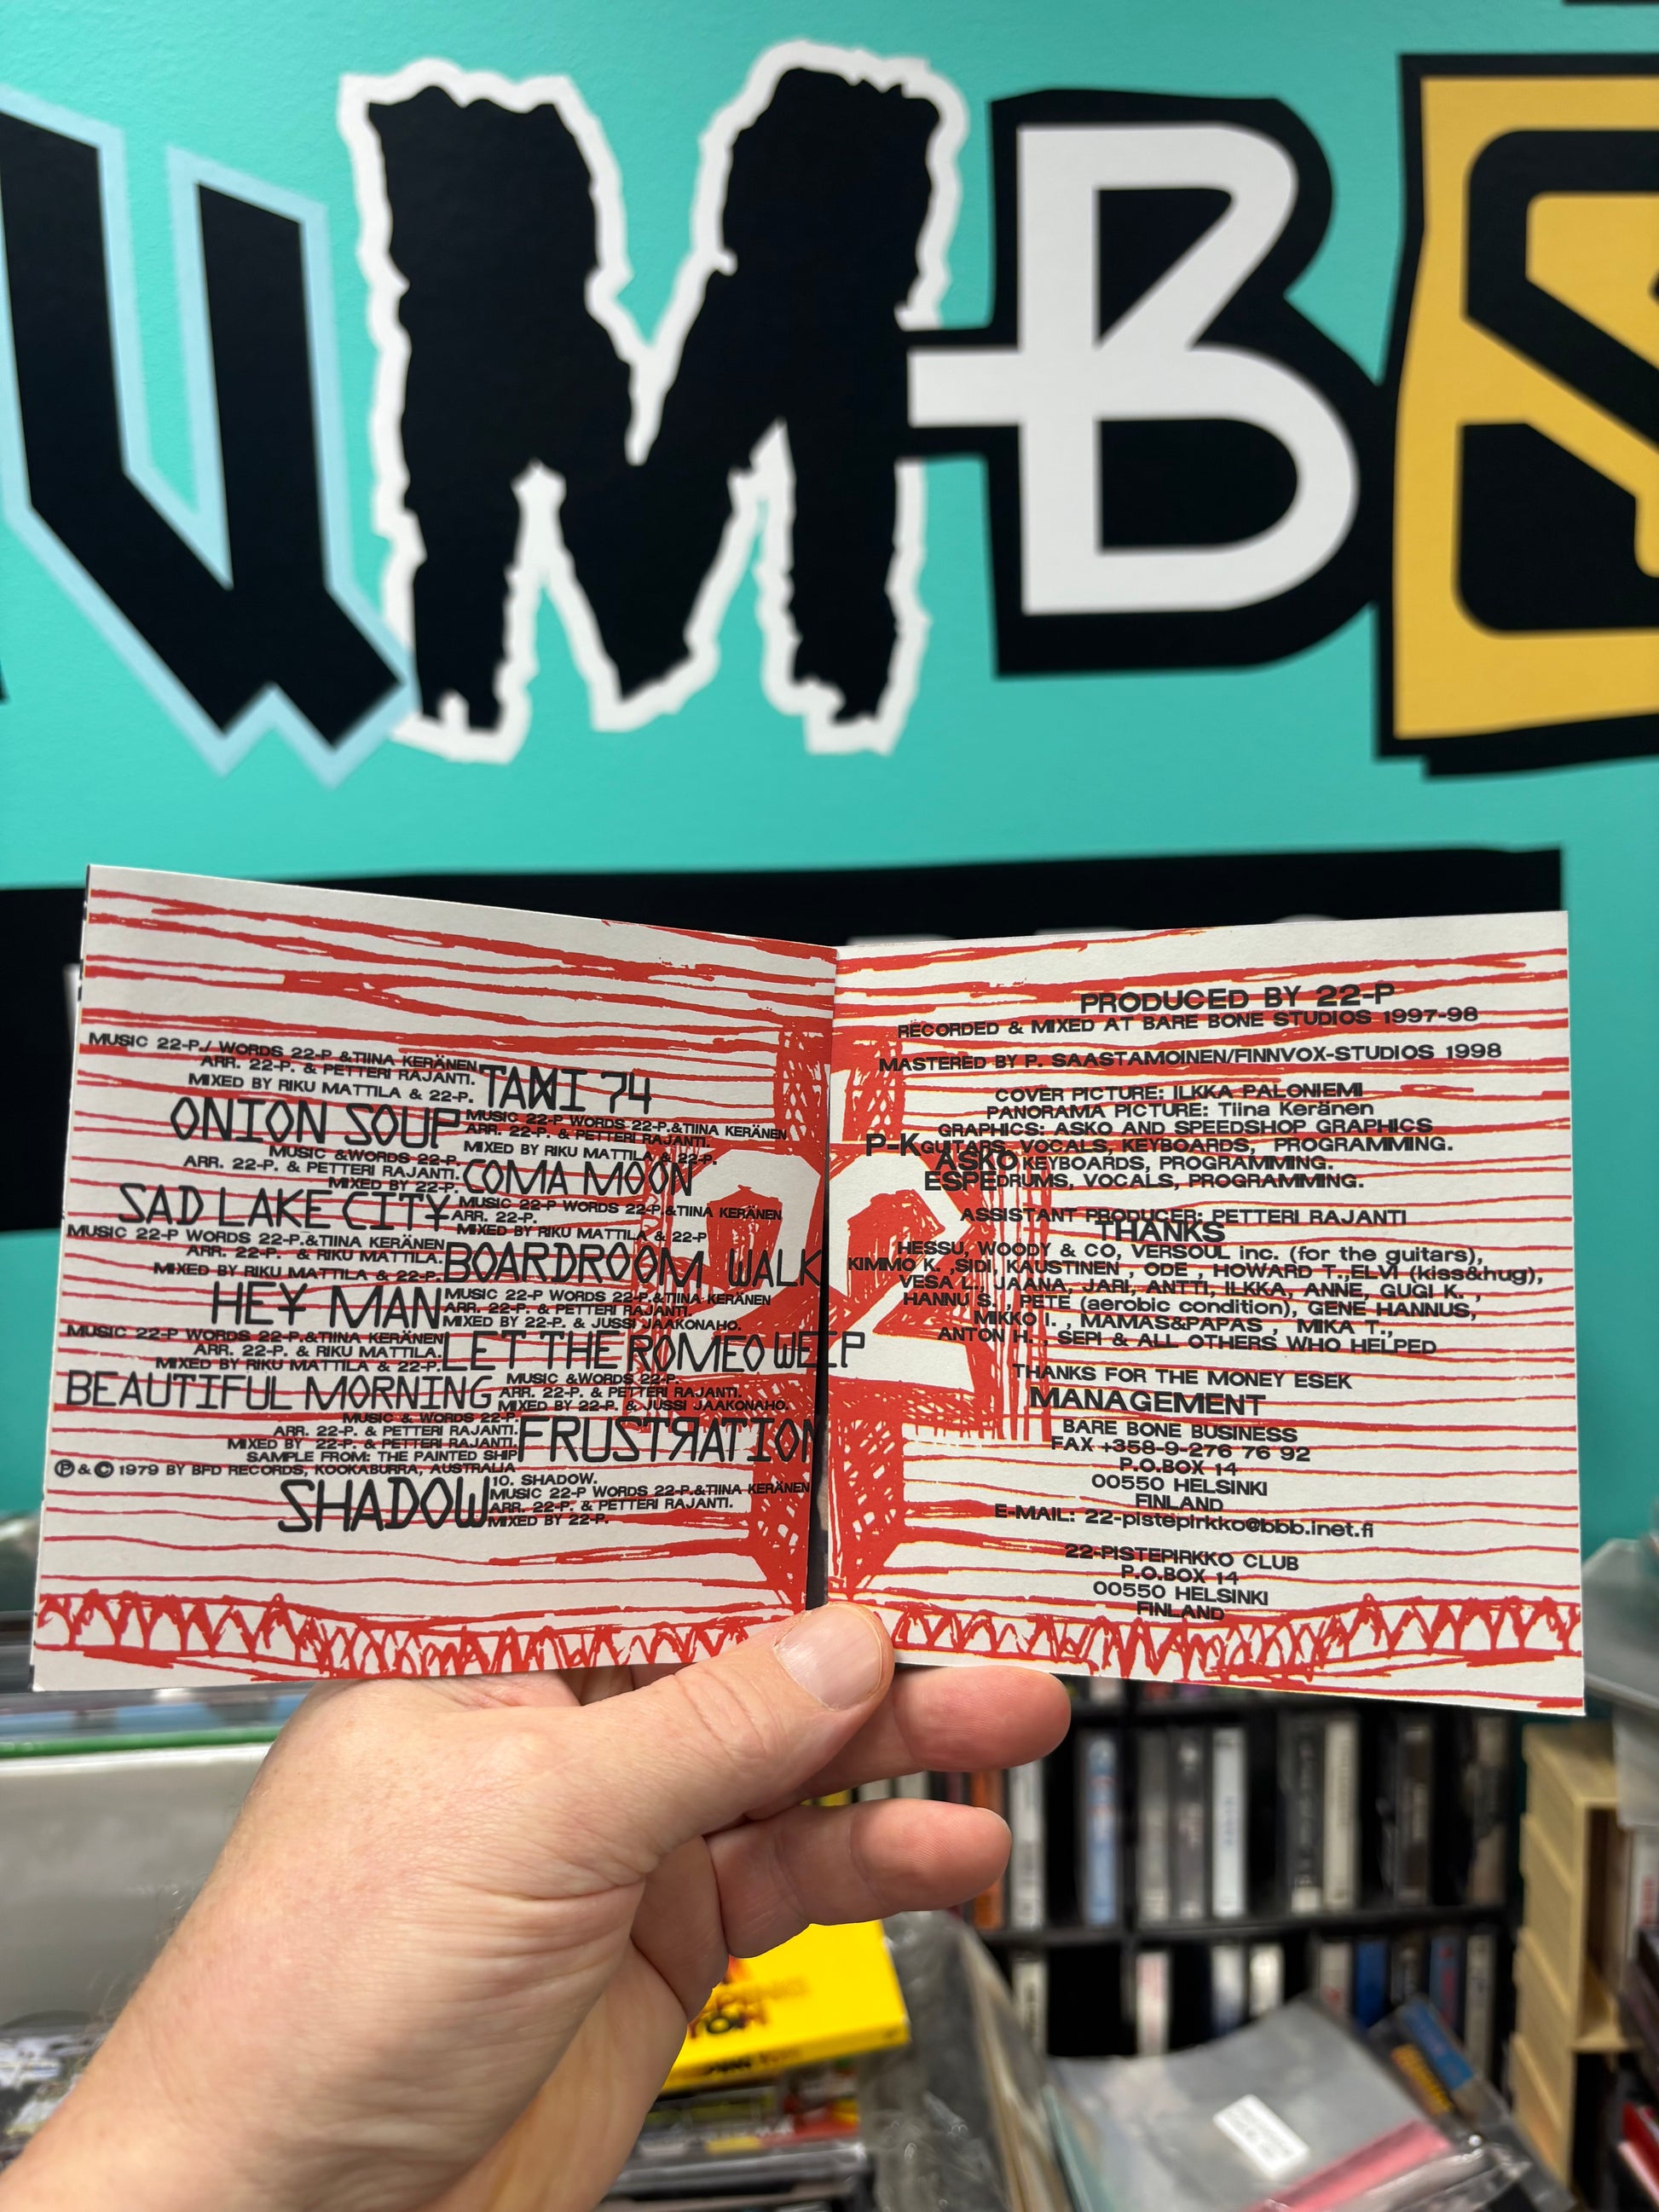 UMBS
MUSIC 22-P./ WORDS 22-P &TIINA KERÄNEN
ARR. 22-P. & PETTERI RAJANTI.
MIXED BY RIKU MATTILA & 22-P.
TAXXI 74
ONION SOUP
MUSIC 22-P WORDS 22-P.&TIINA KERÄNEN
ARR. 22-P. & PETTERI RAJANTI.
MIXED BY RIKU MATTILA & 22-P.
MUSIC &WORDS 22-P.
ARR. 22-P. & PETTERI RAJANTI.
MIXED BY 22-P.
COMA MOON
SAD LAKE CITY
MUSIC 22-P WORDS 22-P.&TIINA KERÄNEN
ARR. 22-P.
MIXED BY RIKU MATTILA & 22-P
MUSIC 22-P WORDS 22-P.&TIINA KERÄNEN
ARR. 22-P. & RIKU MATTILA.
MIXED BY RIKU MATTILA & 22-P.
BOARDROOM WALK
HEY MAN
MUSIC 22-P WORDS 22-P.&TIINA KERÄNEN
ARR. 22-P. & PETTERI RAJANTI.
MIXED BY 22-P. & JUSSI JAAKONAHO.
MUSIC 22-P WORDS 22-P.&TIINA KERÄNEN
ARR. 22-P. & RIKU MATTILA.
MIXED BY RIKU MATTILA & 22-P.
LET THE ROMEO WEEP
BEAUTIFUL MORNING
MUSIC &WORDS 22-P.
ARR. 22-P. & PETTERI RAJANTI.
MIXED BY 22-P. & JUSSI JAAKONAHO.
MUSIC & WORDS 22-P.
ARR. 22-P. & PETTERI RAJANTI.
MIXED BY 22-P. & PETTERI RAJANTI.
SAMPLE FROM: THE PAINTED SHIP
Ⓟ & © 1979 BY BFD RECORDS, KOOKABURRA, AUSTRALIA
FRUSTRATION
SHADOW
10. SHADOW.
MUSIC 22-P WORDS 22-P.&TIINA KERÄNEN
ARR. 22-P. & PETTERI RAJANTI.
MIXED BY 22-P.
22
PRODUCED BY 22-P
RECORDED & MIXED AT BARE BONE STUDIOS 1997-98
MASTERED BY P. SAASTAMOINEN/FINNVOX-STUDIOS 1998
COVER PICTURE: ILKKA PALONIEMI
PANORAMA PICTURE: Tiina Keränen
GRAPHICS: ASKO AND SPEEDSHOP GRAPHICS
P-K GUITARS, VOCALS, KEYBOARDS, PROGRAMMING.
ASKO KEYBOARDS, PROGRAMMING.
ESPE DRUMS, VOCALS, PROGRAMMING.
ASSISTANT PRODUCER: PETTERI RAJANTI
THANKS
HESSU, WOODY & CO, VERSOUL inc. (for the guitars),
KIMMO K. ,SIDI, KAUSTINEN , ODE , HOWARD T.,ELVI (kiss&hug),
VESA L., JAANA, JARI, ANTTI, ILKKA, ANNE, GUGI K. ,
HANNU S. , PETE (aerobic condition), GENE HANNUS,
MIKKO I. , MAMAS&PAPAS , MIKA T.,
ANTON H. , SEPI & ALL OTHERS WHO HELPED
THANKS FOR THE MONEY ESEK
MANAGEMENT
BARE BONE BUSINESS
FAX +358-9-276 76 92
P.O.BOX 14
00550 HELSINKI
FINLAND
E-MAIL: 22-pistepirkko@bbb.inet.fi
22-PISTEPIRKKO CLUB
P.O.BOX 14
00550 HELSINKI
FINLAND